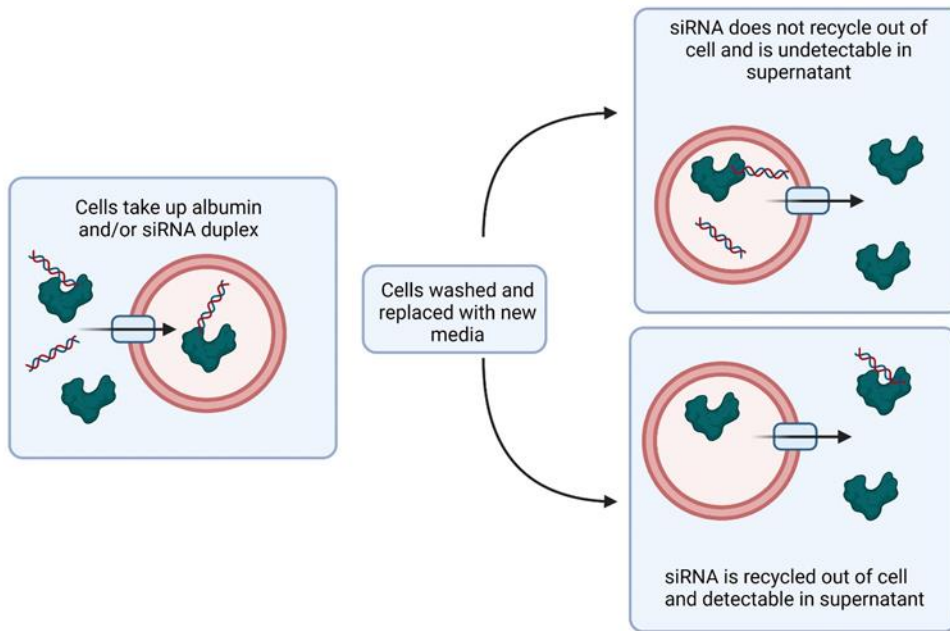 Cells take up albumin
and/or siRNA duplex
Cells washed and
replaced with new
media
siRNA does not recycle out of
cell and is undetectable in
supernatant
siRNA is recycled out of cell
and detectable in supernatant